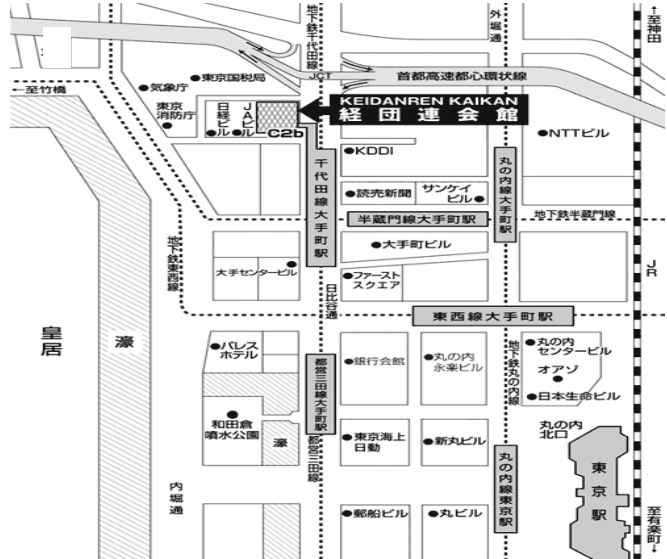 地下鉄千代田線
外堀通
↑至神田
JCT
首都高速都心環状線
←至竹橋
●気象庁
●東京国税局
東京
消防庁
日経ビル
JAビル
C2b
KEIDANREN KAIKAN
経団連会館
●KDDI
●NTTビル
千代田線大手町駅
丸の内線大手町駅
●読売新聞
サンケイ
ビル●
半蔵門線大手町駅
地下鉄半蔵門線
地下鉄東西線
●大手町ビル
大手センタービル
●ファースト
スクエア
JR
日比谷通
東西線大手町駅
皇居
濠
●パレス
ホテル
都営三田線大手町駅
●銀行会館
●丸の内
永楽ビル
地下鉄丸の内線
●丸の内
センタービル
オアゾ
●日本生命ビル
和田倉
噴水公園
濠
都営三田線
●東京海上
日動
●新丸ビル
丸の内
北口
丸の内線東京駅
東京駅
内堀通
●郵船ビル
●丸ビル
至有楽町↓